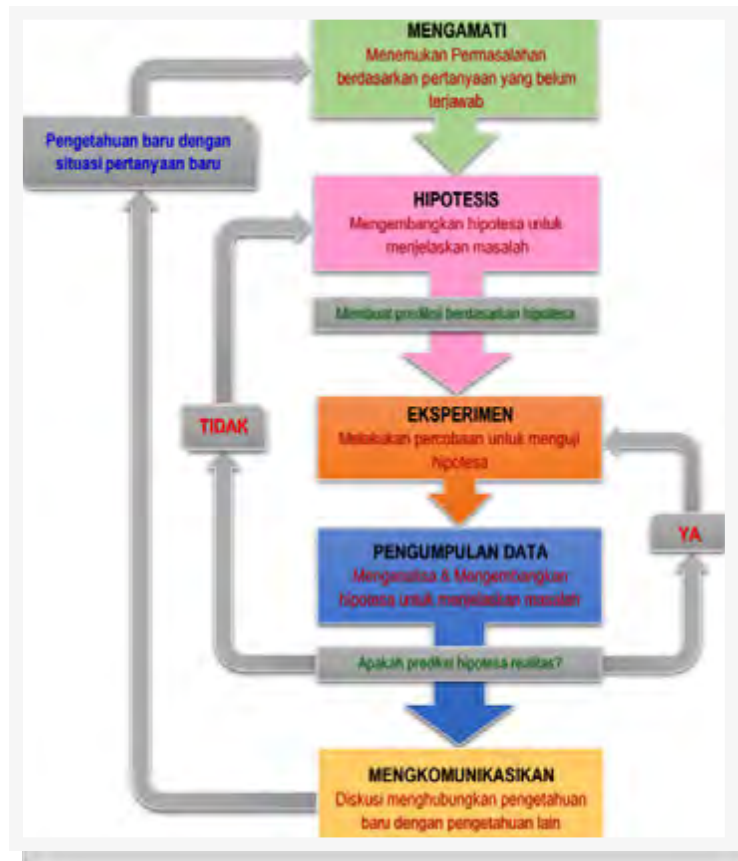 MENGAMATI
Menemukan Permasalahan
berdasarkan pertanyaan yang belum
terjawab
Pengetahuan baru dengan
situasi pertanyaan baru
HIPOTESIS
Mengembangkan hipotesa untuk
menjelaskan masalah
Membuat prediksi berdasarkan hipotesa
TIDAK
EKSPERIMEN
Melakukan percobaan untuk menguji
hipotesa
YA
PENGUMPULAN DATA
Menganalisa & Mengembangkan
hipotesa untuk menjelaskan masalah
Apakah prediksi hipotesa realitas?
MENGKOMUNIKASIKAN
Diskusi menghubungkan pengetahuan
baru dengan pengetahuan lain